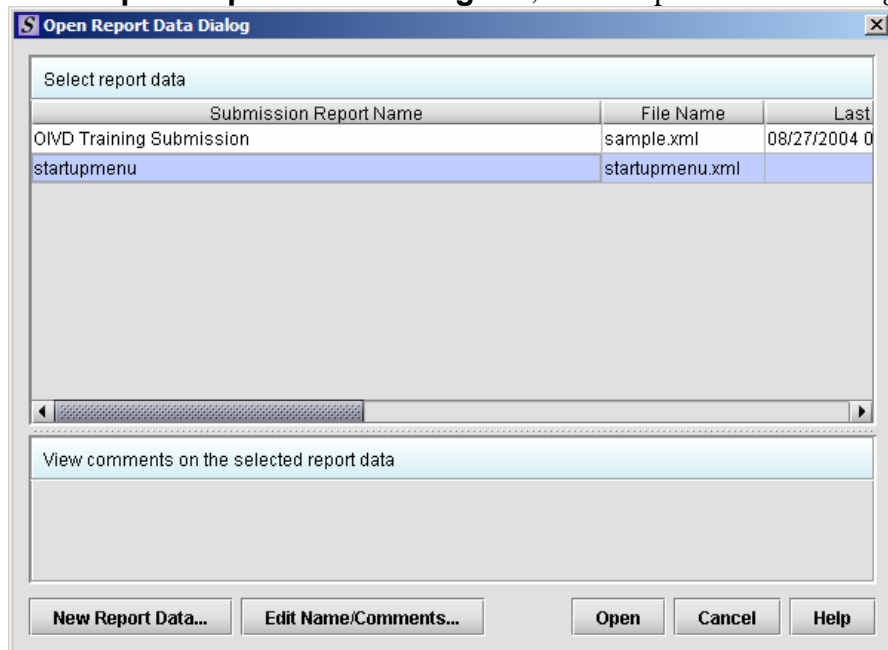 S Open Report Data Dialog
Select report data
Submission Report Name File Name Last
OIVD Training Submission sample.xml 08/27/2004 0
startupmenu startupmenu.xml
View comments on the selected report data
New Report Data... Edit Name/Comments... Open Cancel Help